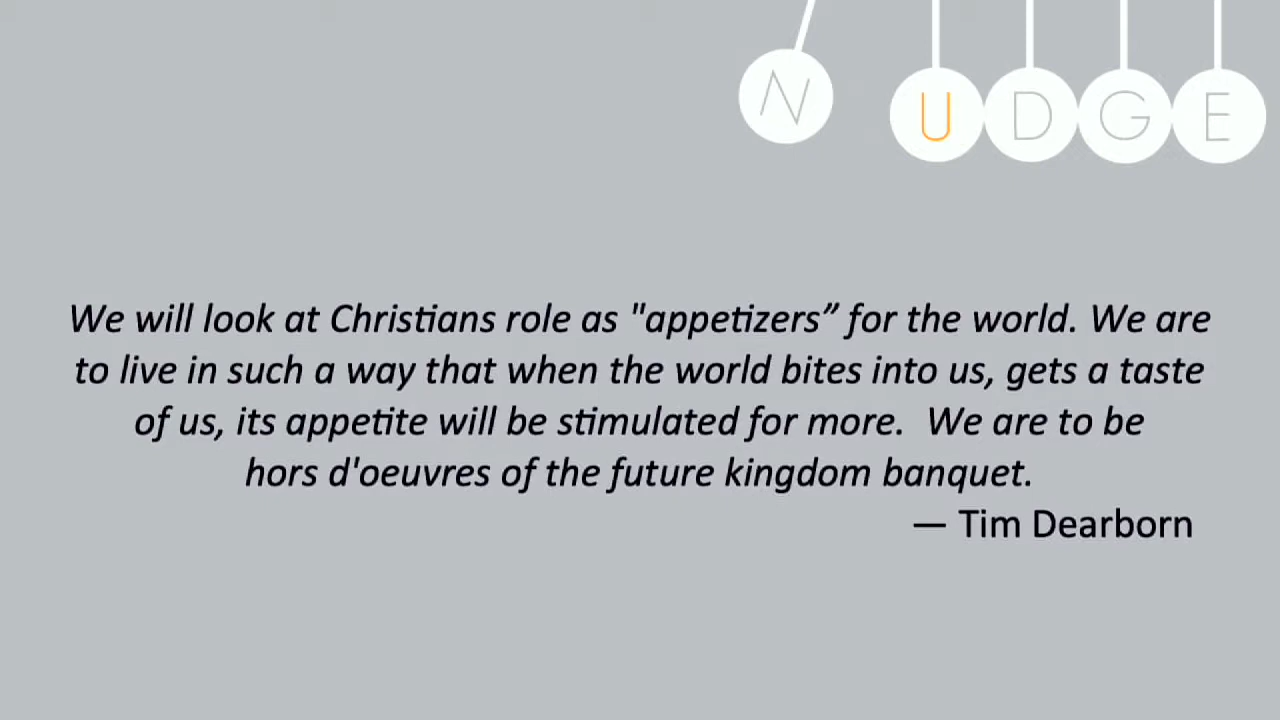 NUDGE
We will look at Christians role as "appetizers” for the world. We are
to live in such a way that when the world bites into us, gets a taste
of us, its appetite will be stimulated for more.  We are to be
hors d'oeuvres of the future kingdom banquet.
— Tim Dearborn